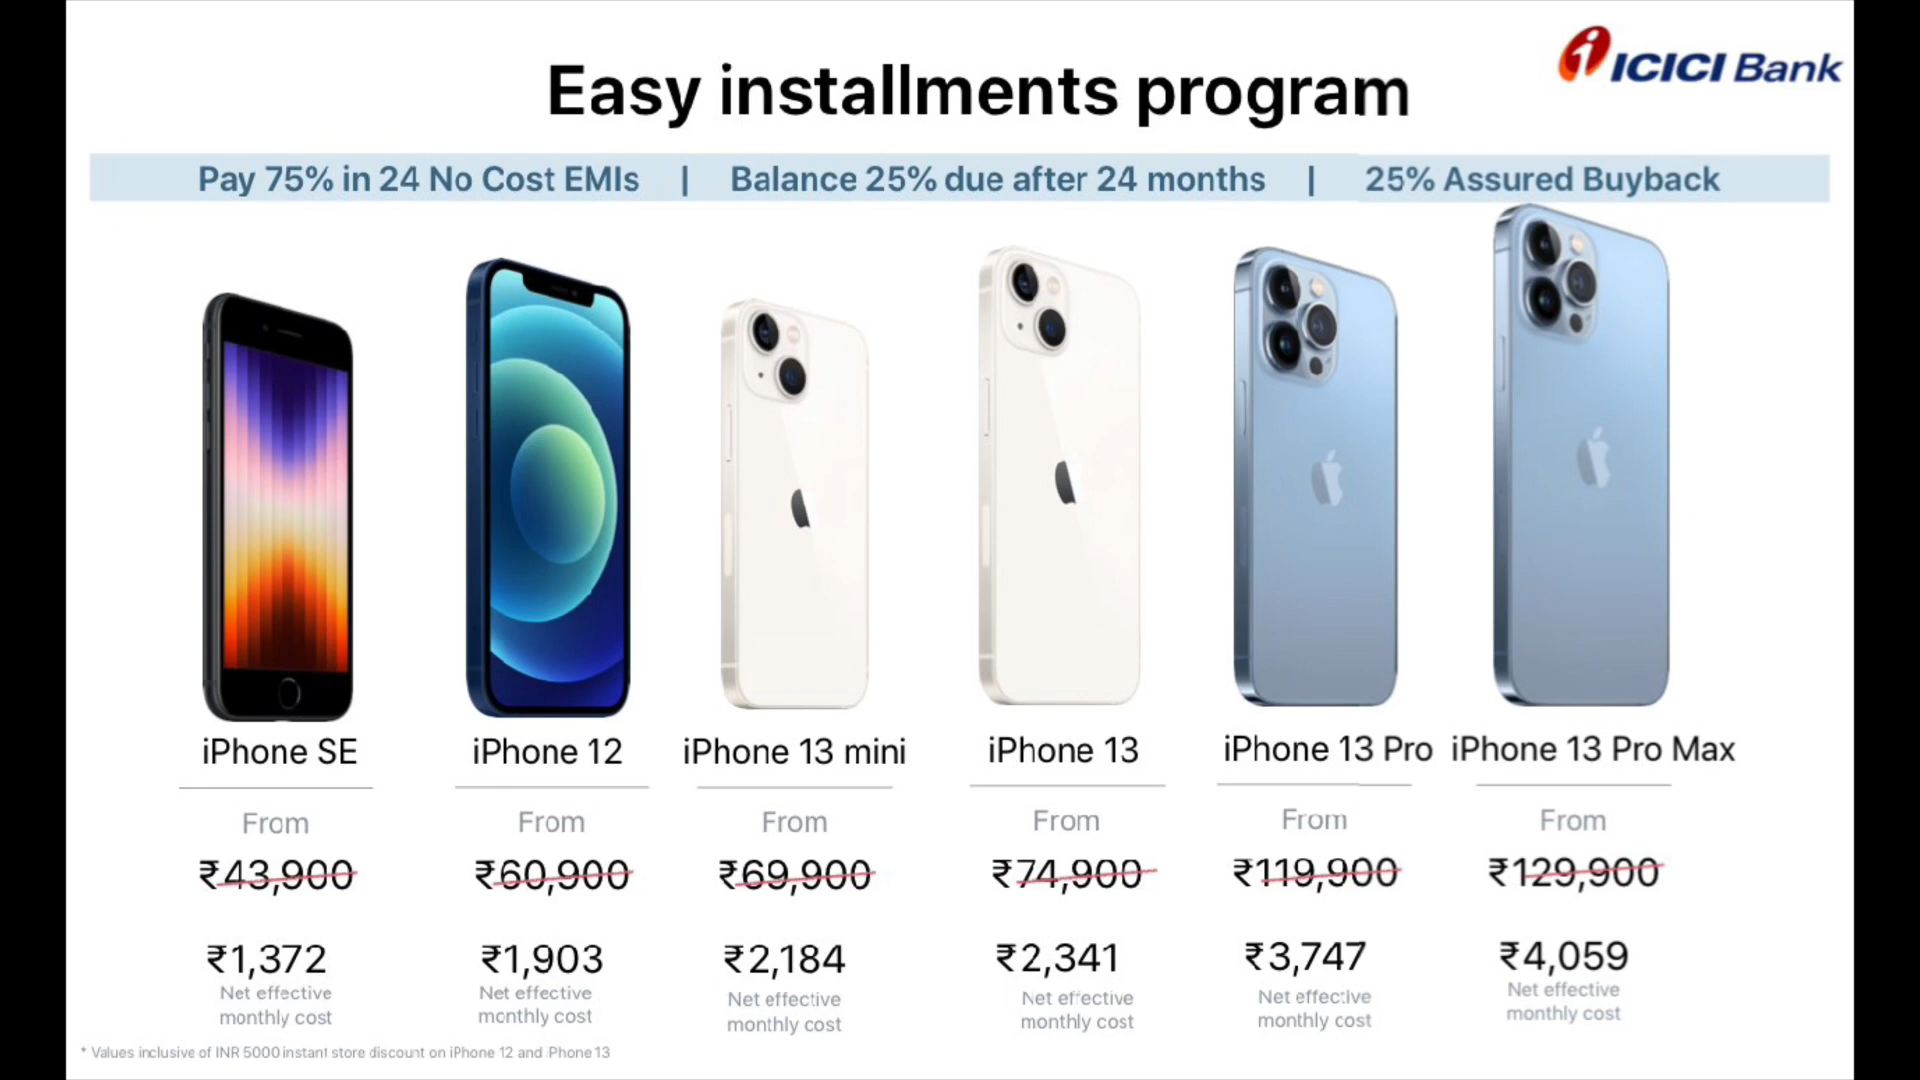 ICICI Bank
Easy installments program
Pay 75% in 24 No Cost EMIs | Balance 25% due after 24 months | 25% Assured Buyback
iPhone SE
From
₹43,900
₹1,372
Net effective
monthly cost
iPhone 12
From
₹60,900
₹1,903
Net effective
monthly cost
iPhone 13 mini
From
₹69,900
₹2,184
Net effective
monthly cost
iPhone 13
From
₹74,900
₹2,341
Net effective
monthly cost
iPhone 13 Pro
From
₹119,900
₹3,747
Net effective
monthly cost
iPhone 13 Pro Max
From
₹129,900
₹4,059
Net effective
monthly cost
* Values inclusive of INR 5000 instant store discount on iPhone 12 and iPhone 13